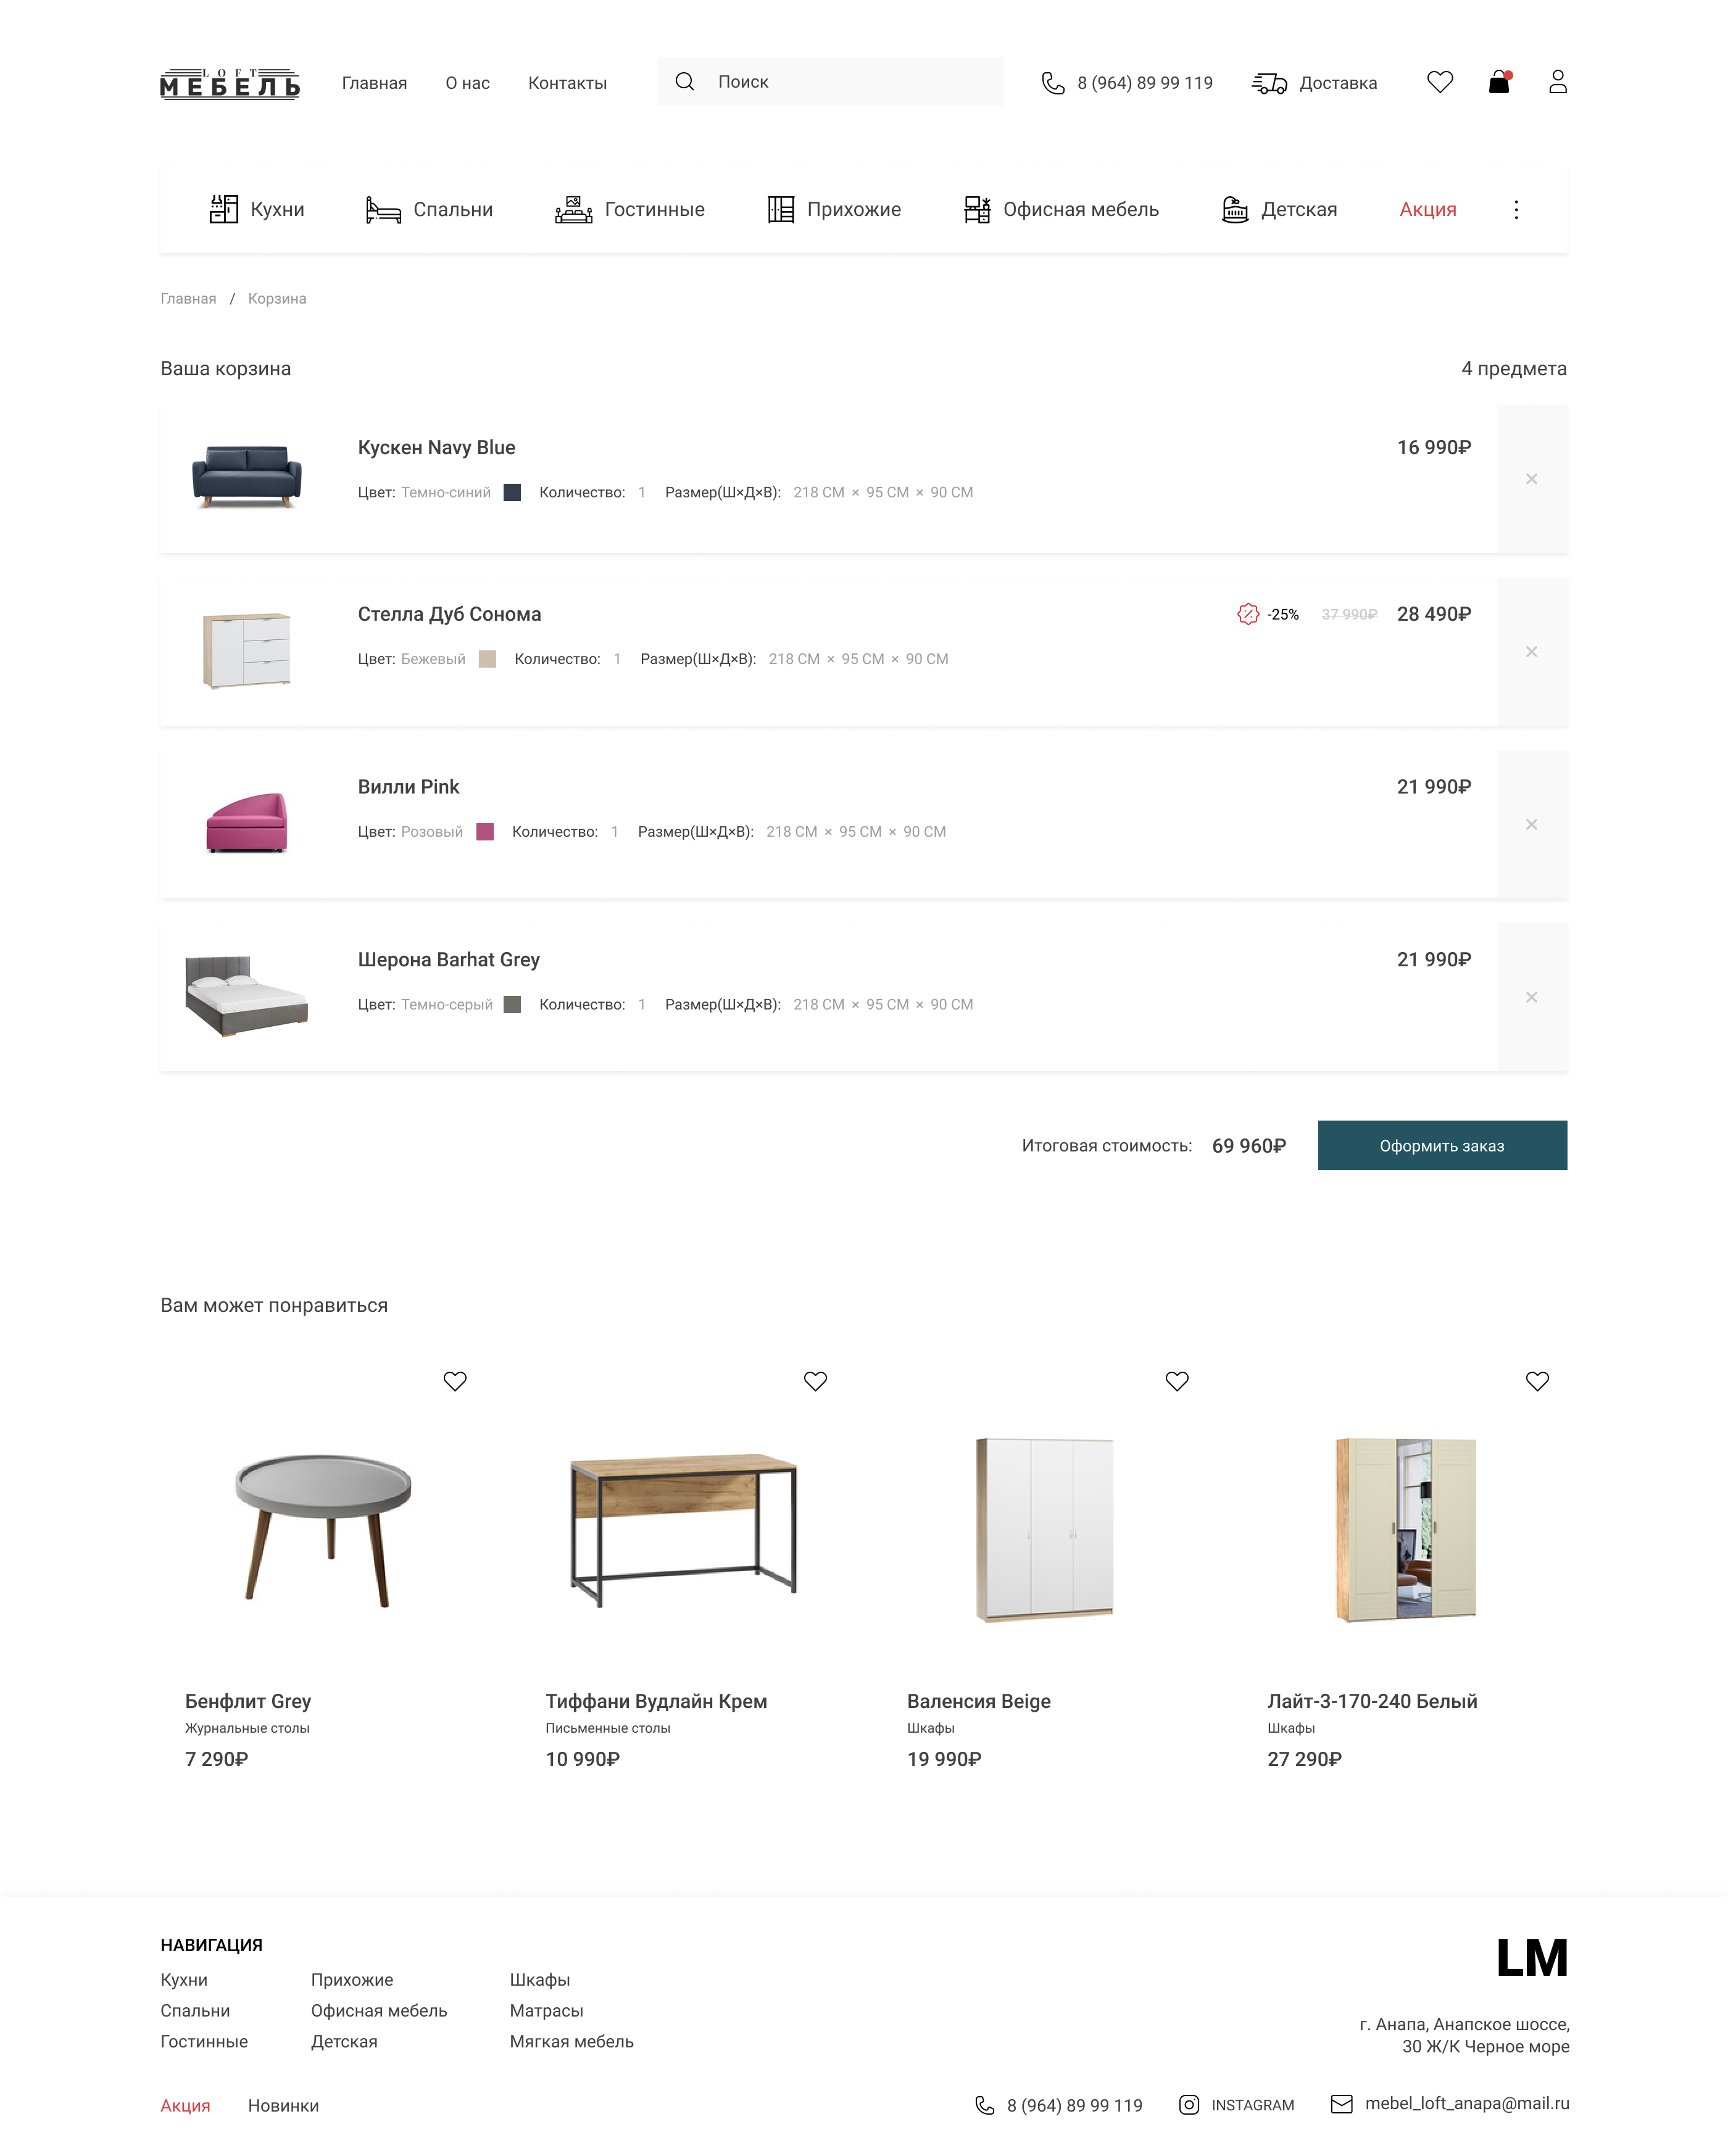 LOFT
МЕБЕЛЬ
Главная О нас Контакты Поиск 8 (964) 89 99 119 Доставка
Кухни Спальни Гостинные Прихожие Офисная мебель Детская Акция
Главная / Корзина
Ваша корзина 4 предмета
Кускен Navy Blue 16 990₽
Цвет: Темно-синий Количество: 1 Размер(Ш×Д×В): 218 СМ × 95 СМ × 90 СМ
Стелла Дуб Сонома -25% 37 990₽ 28 490₽
Цвет: Бежевый Количество: 1 Размер(Ш×Д×В): 218 СМ × 95 СМ × 90 СМ
Вилли Pink 21 990₽
Цвет: Розовый Количество: 1 Размер(Ш×Д×В): 218 СМ × 95 СМ × 90 СМ
Шерона Barhat Grey 21 990₽
Цвет: Темно-серый Количество: 1 Размер(Ш×Д×В): 218 СМ × 95 СМ × 90 СМ
Итоговая стоимость: 69 960₽ Оформить заказ
Вам может понравиться
Бенфлит Grey
Журнальные столы
7 290₽
Тиффани Вудлайн Крем
Письменные столы
10 990₽
Валенсия Beige
Шкафы
19 990₽
Лайт-3-170-240 Белый
Шкафы
27 290₽
НАВИГАЦИЯ
Кухни Прихожие Шкафы
Спальни Офисная мебель Матрасы
Гостинные Детская Мягкая мебель
Акция Новинки
LM
г. Анапа, Анапское шоссе,
30 Ж/К Черное море
8 (964) 89 99 119 INSTAGRAM mebel_loft_anapa@mail.ru